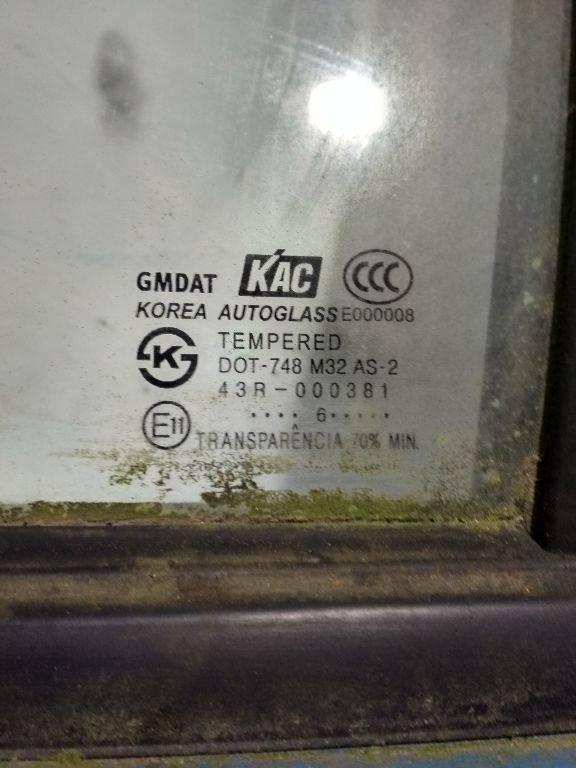 GMDAT KAC CCC
KOREA AUTOGLASS E000008
K TEMPERED
DOT-748 M32 AS-2
43R-000381
•••• 6•••••
E11 TRANSPARÊNCIA 70% MIN.